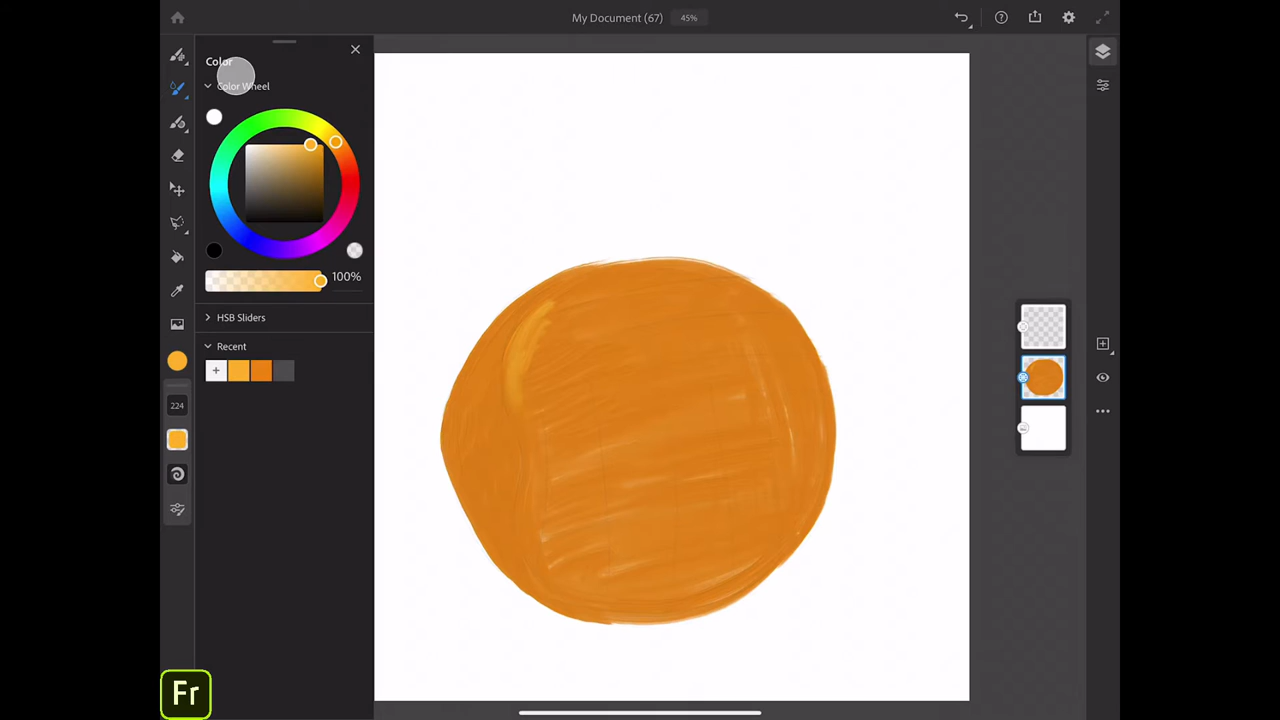 My Document (67) 45%
Color
Color Wheel
100%
HSB Sliders
Recent
224
Fr